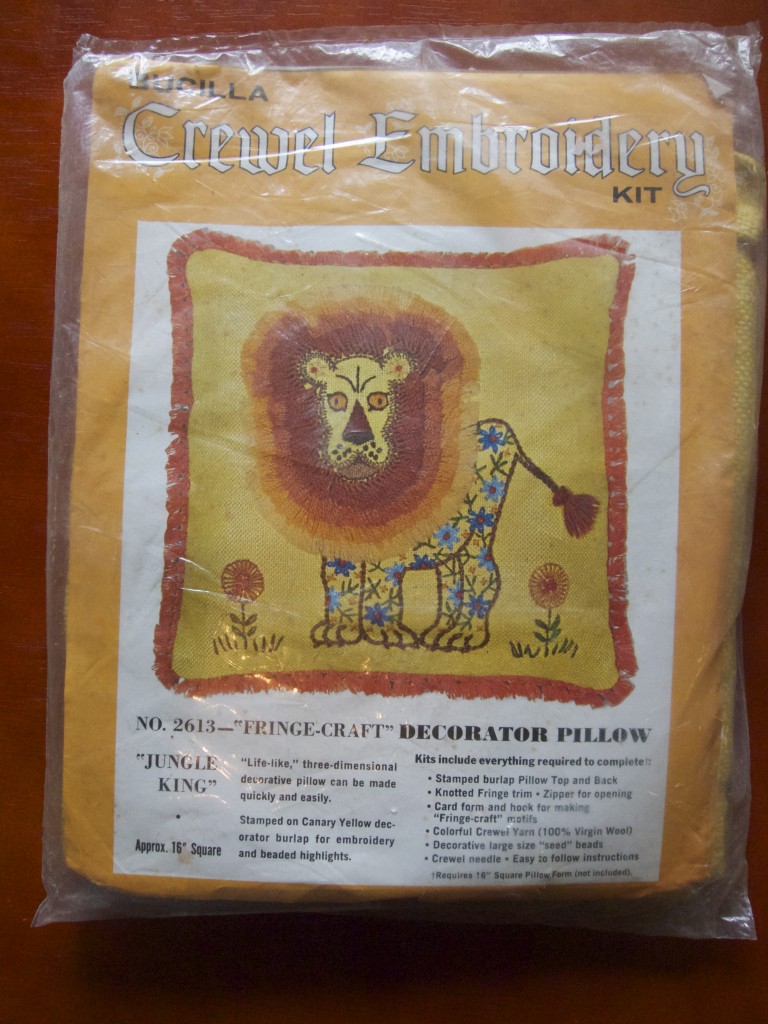 BUCILLA
Crewel Embroidery
KIT
NO. 2613—"FRINGE-CRAFT" DECORATOR PILLOW
"JUNGLE KING"
•
Approx. 16" Square
"Life-like," three-dimensional
decorative pillow can be made
quickly and easily.
Stamped on Canary Yellow dec-
orator burlap for embroidery
and beaded highlights.
Kits include everything required to complete†:
• Stamped burlap Pillow Top and Back
• Knotted Fringe trim • Zipper for opening
• Card form and hook for making
"Fringe-craft" motifs
• Colorful Crewel Yarn (100% Virgin Wool)
• Decorative large size "seed" beads
• Crewel needle • Easy to follow instructions
†Requires 16" Square Pillow Form (not included).